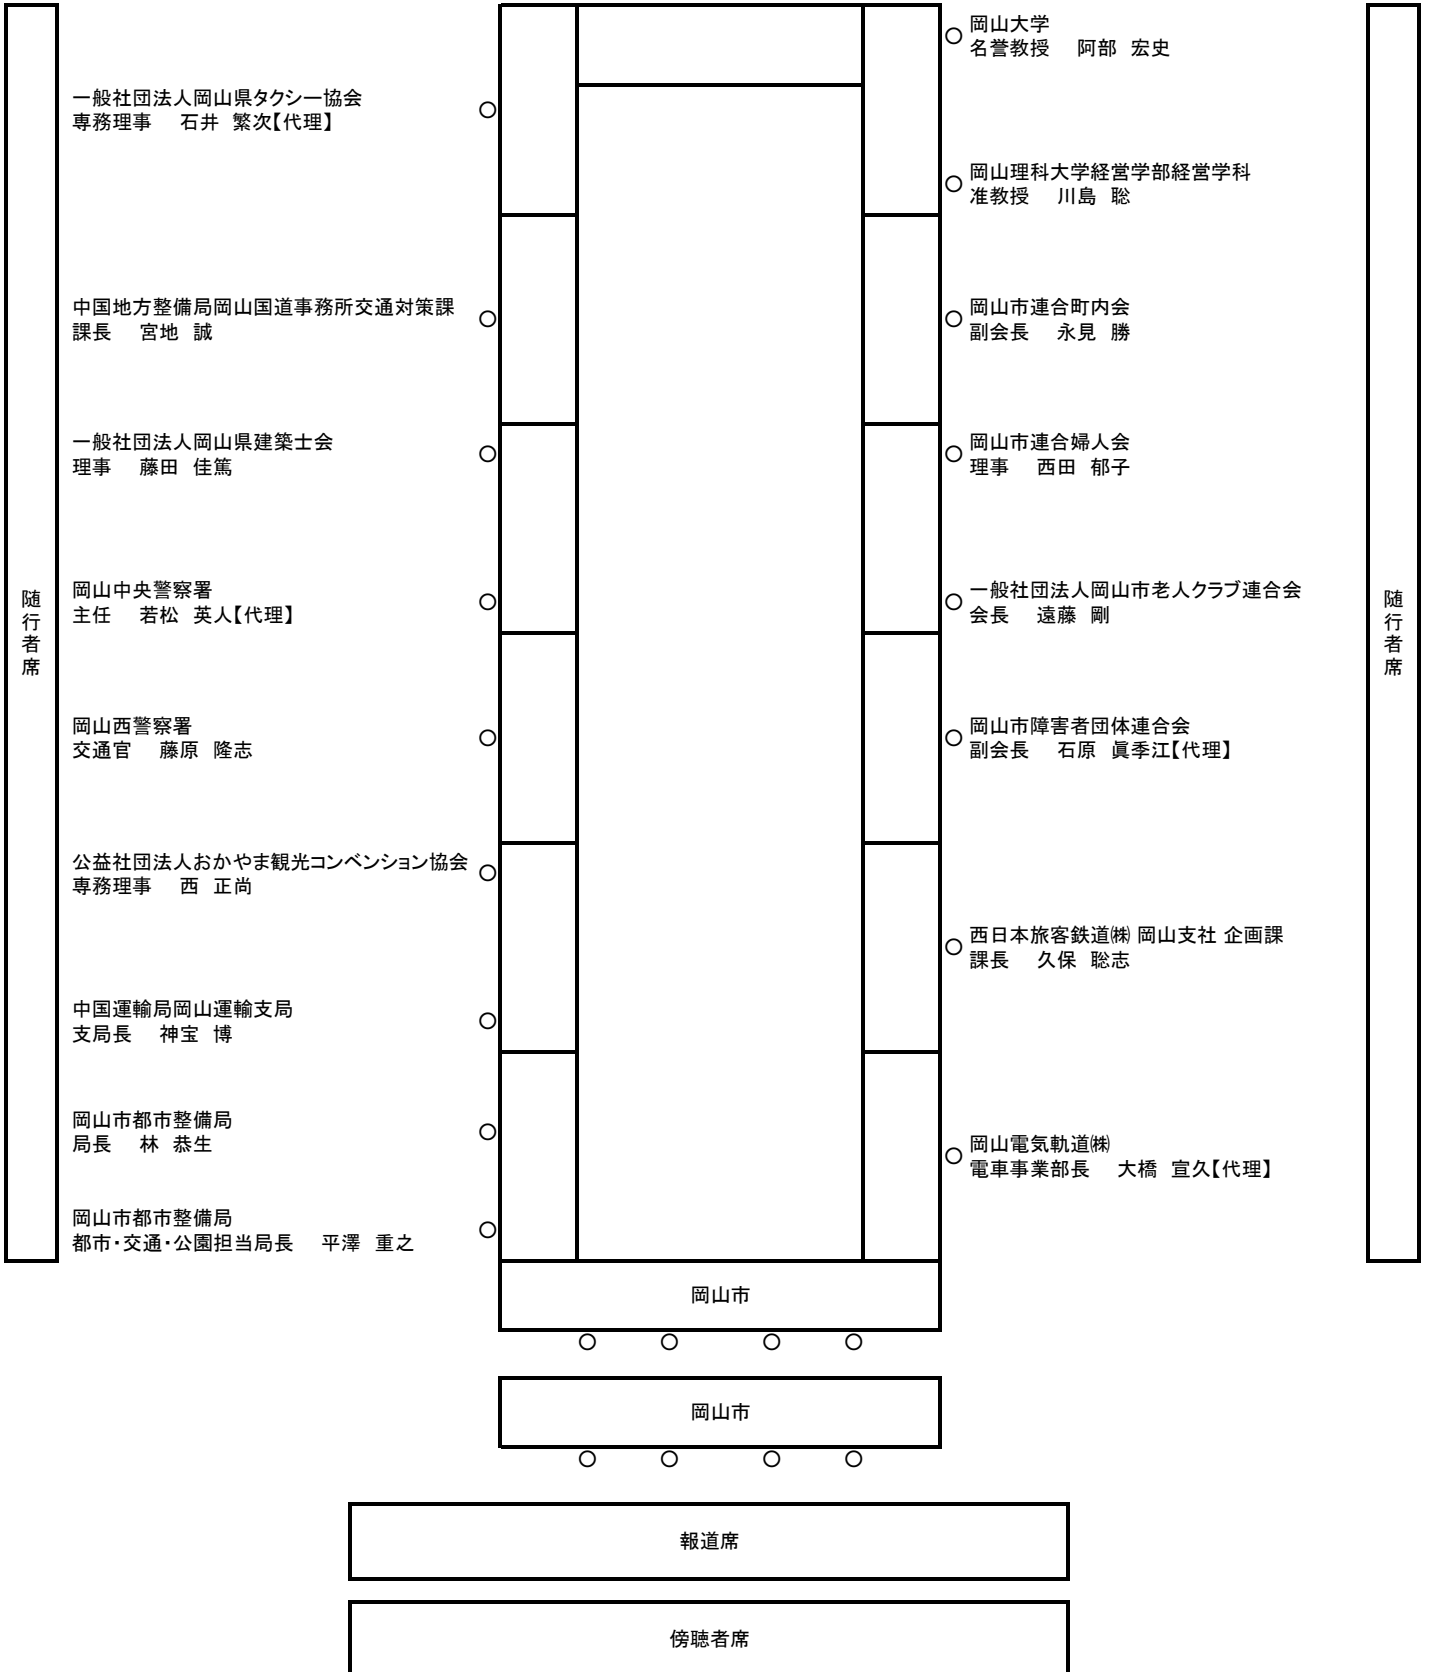 岡山大学
名誉教授　阿部 宏史
一般社団法人岡山県タクシー協会
専務理事　石井 繁次【代理】
岡山理科大学経営学部経営学科
准教授　川島 聡
中国地方整備局岡山国道事務所交通対策課
課長　宮地 誠
岡山市連合町内会
副会長　永見 勝
一般社団法人岡山県建築士会
理事　藤田 佳篤
岡山市連合婦人会
理事　西田 郁子
岡山中央警察署
主任　若松 英人【代理】
一般社団法人岡山市老人クラブ連合会
会長　遠藤 剛
随行者席
随行者席
岡山西警察署
交通官　藤原 隆志
岡山市障害者団体連合会
副会長　石原 眞季江【代理】
公益社団法人おかやま観光コンベンション協会
専務理事　西 正尚
西日本旅客鉄道㈱ 岡山支社 企画課
課長　久保 聡志
中国運輸局岡山運輸支局
支局長　神宝 博
岡山市都市整備局
局長　林 恭生
岡山電気軌道㈱
電車事業部長　大橋 宣久【代理】
岡山市都市整備局
都市・交通・公園担当局長　平澤 重之
岡山市
岡山市
報道席
傍聴者席